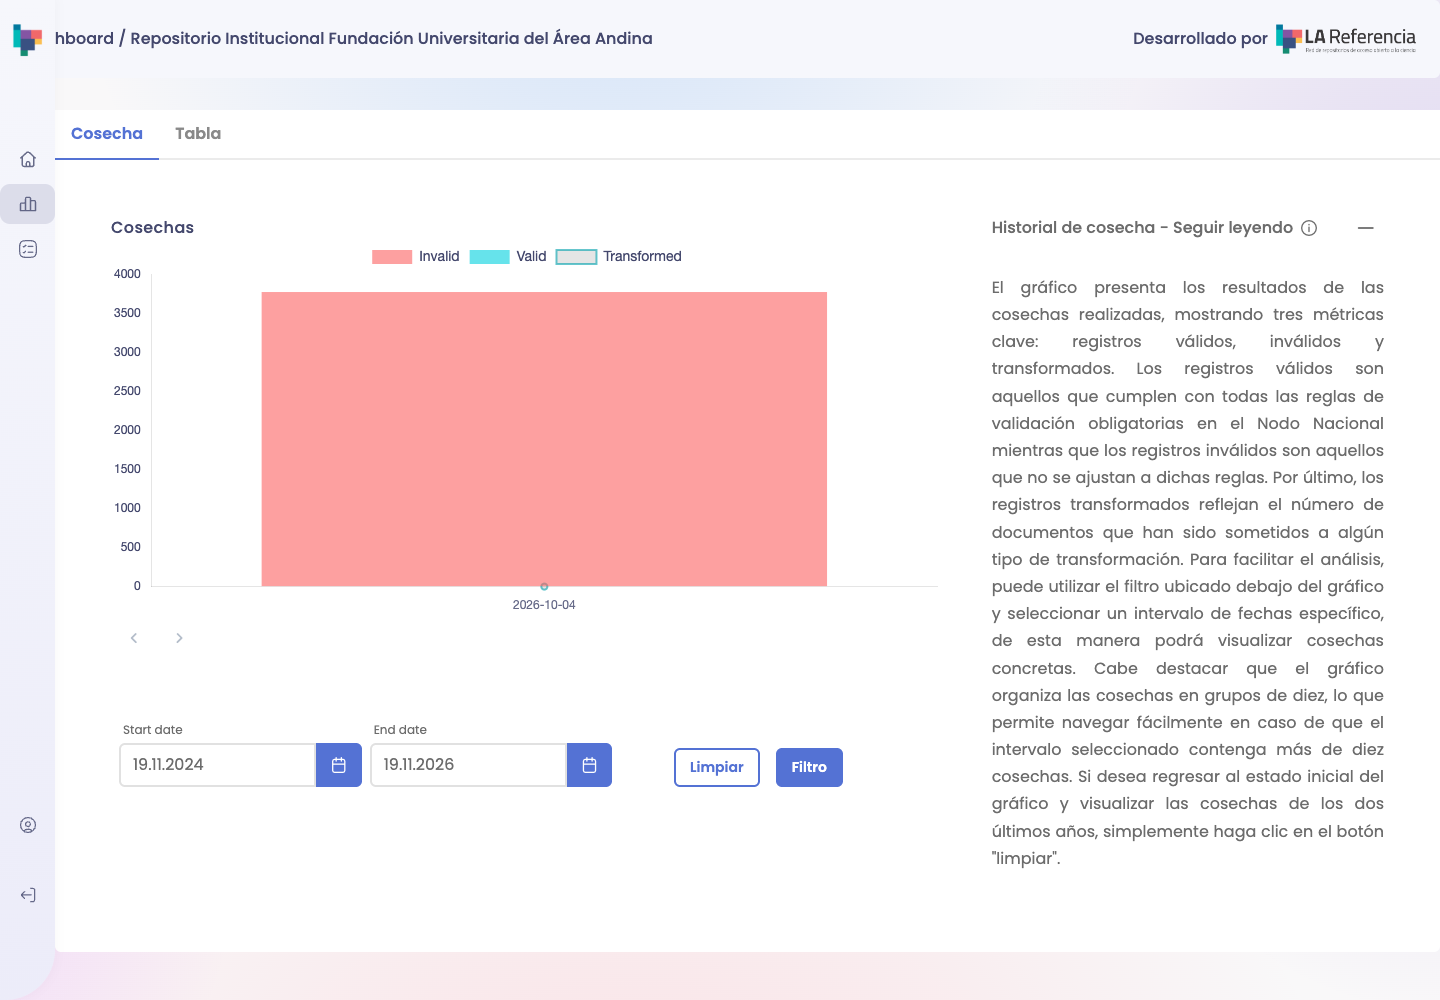 hboard / Repositorio Institucional Fundación Universitaria del Área Andina
Desarrollado por
LA Referencia
Red de repositorios de acceso abierto a la ciencia
Cosecha
Tabla
Cosechas
Invalid
Valid
Transformed
4000
3500
3000
2500
2000
1500
1000
500
0
2026-10-04
Start date
19.11.2024
End date
19.11.2026
Limpiar
Filtro
Historial de cosecha - Seguir leyendo
El gráfico presenta los resultados de las
cosechas realizadas, mostrando tres métricas
clave: registros válidos, inválidos y
transformados. Los registros válidos son
aquellos que cumplen con todas las reglas de
validación obligatorias en el Nodo Nacional
mientras que los registros inválidos son aquellos
que no se ajustan a dichas reglas. Por último, los
registros transformados reflejan el número de
documentos que han sido sometidos a algún
tipo de transformación. Para facilitar el análisis,
puede utilizar el filtro ubicado debajo del gráfico
y seleccionar un intervalo de fechas específico,
de esta manera podrá visualizar cosechas
concretas. Cabe destacar que el gráfico
organiza las cosechas en grupos de diez, lo que
permite navegar fácilmente en caso de que el
intervalo seleccionado contenga más de diez
cosechas. Si desea regresar al estado inicial del
gráfico y visualizar las cosechas de los dos
últimos años, simplemente haga clic en el botón
"limpiar".